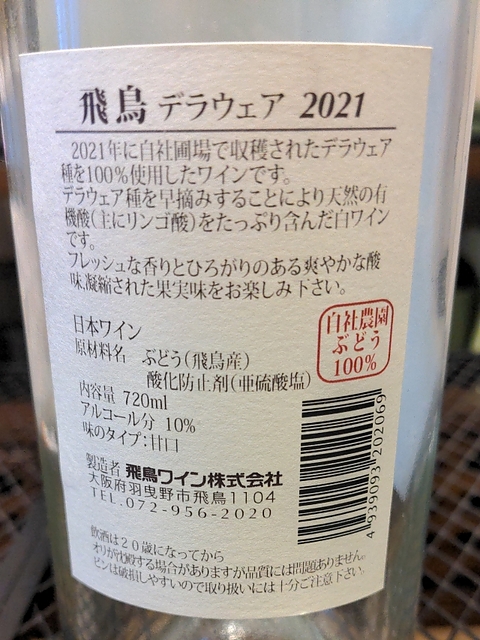 飛鳥 デラウェア 2021
2021年に自社圃場で収穫されたデラウェア
種を100%使用したワインです。
デラウェア種を早摘みすることにより天然の有
機酸(主にリンゴ酸)をたっぷり含んだ白ワイン
です。
フレッシュな香りとひろがりのある爽やかな酸
味、凝縮された果実味をお楽しみ下さい。
自社農園
ぶどう
100%
日本ワイン
原材料名 ぶどう(飛鳥産)
酸化防止剤(亜硫酸塩)
内容量 720ml
アルコール分 10%
味のタイプ:甘口
製造者 飛鳥ワイン株式会社
大阪府羽曳野市飛鳥1104
TEL.072-956-2020
4 939093 202069
飲酒は20歳になってから
オリが沈殿する場合がありますが品質には問題ありません。
ビンは破損しやすいので取り扱いには十分ご注意下さい。